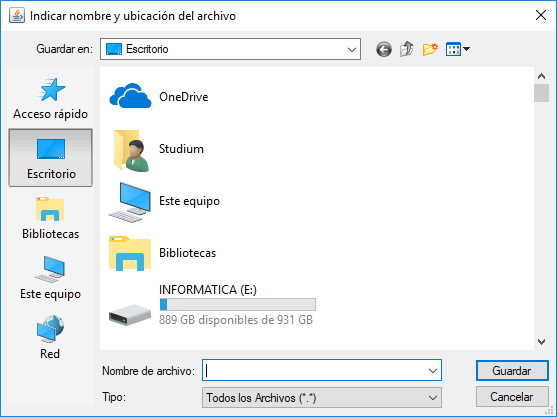 Indicar nombre y ubicación del archivo
Guardar en: Escritorio
Acceso rápido
Escritorio
Bibliotecas
Este equipo
Red
OneDrive
Studium
Este equipo
Bibliotecas
INFORMATICA (E:)
889 GB disponibles de 931 GB
Nombre de archivo:
Guardar
Tipo: Todos los Archivos (*.*)
Cancelar